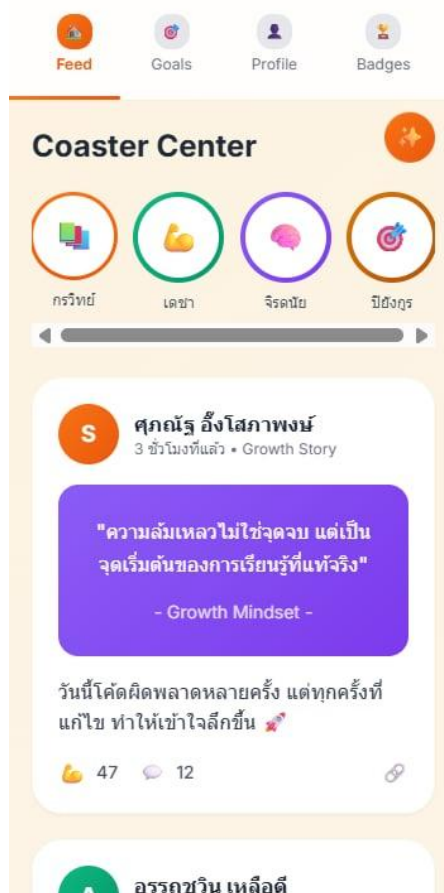 Feed Goals Profile Badges
Coaster Center
กรวิทย์ เดชา จิรดนัย ปิยังกูร
S
ศุภณัฐ อึ๊งโสภาพงษ์
3 ชั่วโมงที่แล้ว • Growth Story
"ความล้มเหลวไม่ใช่จุดจบ แต่เป็น
จุดเริ่มต้นของการเรียนรู้ที่แท้จริง"
- Growth Mindset -
วันนี้โค้ดผิดพลาดหลายครั้ง แต่ทุกครั้งที่
แก้ไข ทำให้เข้าใจลึกขึ้น 🚀
💪 47 💬 12
อรรถชวิน เหลือดี